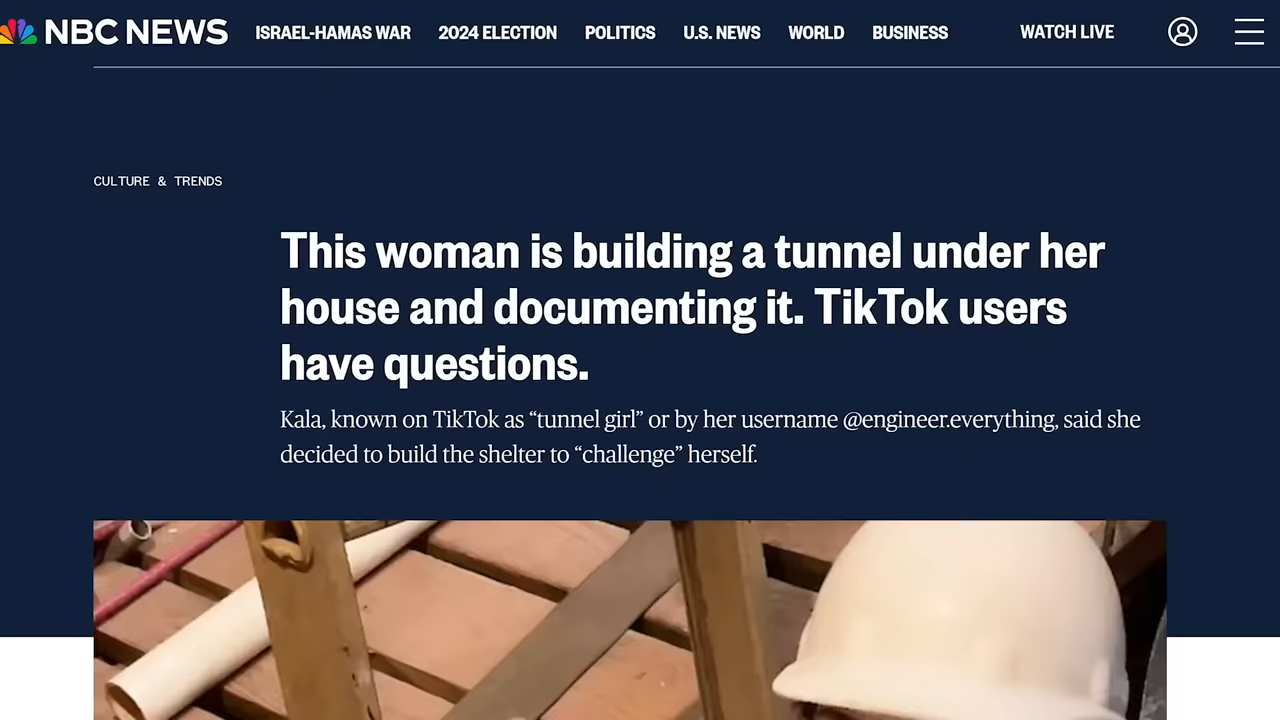 NBC NEWS ISRAEL-HAMAS WAR 2024 ELECTION POLITICS U.S. NEWS WORLD BUSINESS WATCH LIVE
CULTURE & TRENDS
This woman is building a tunnel under her
house and documenting it. TikTok users
have questions.
Kala, known on TikTok as “tunnel girl” or by her username @engineer.everything, said she
decided to build the shelter to “challenge” herself.